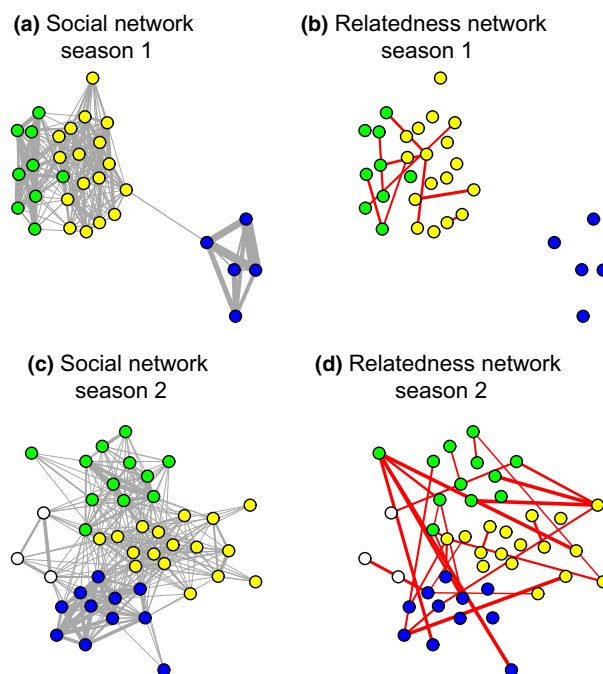 (a) Social network
season 1
(b) Relatedness network
season 1
(c) Social network
season 2
(d) Relatedness network
season 2